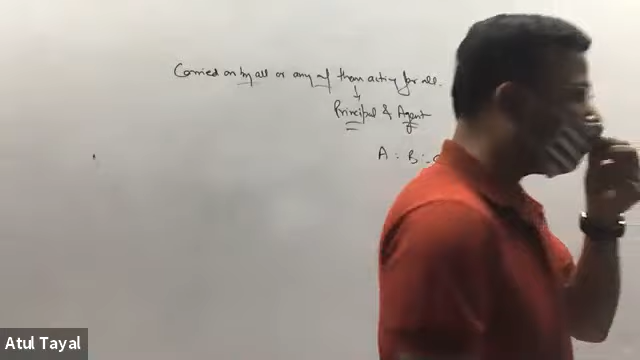 Carried on by all or any of them acting for all.
Principal & Agent
A : B :
Atul Tayal